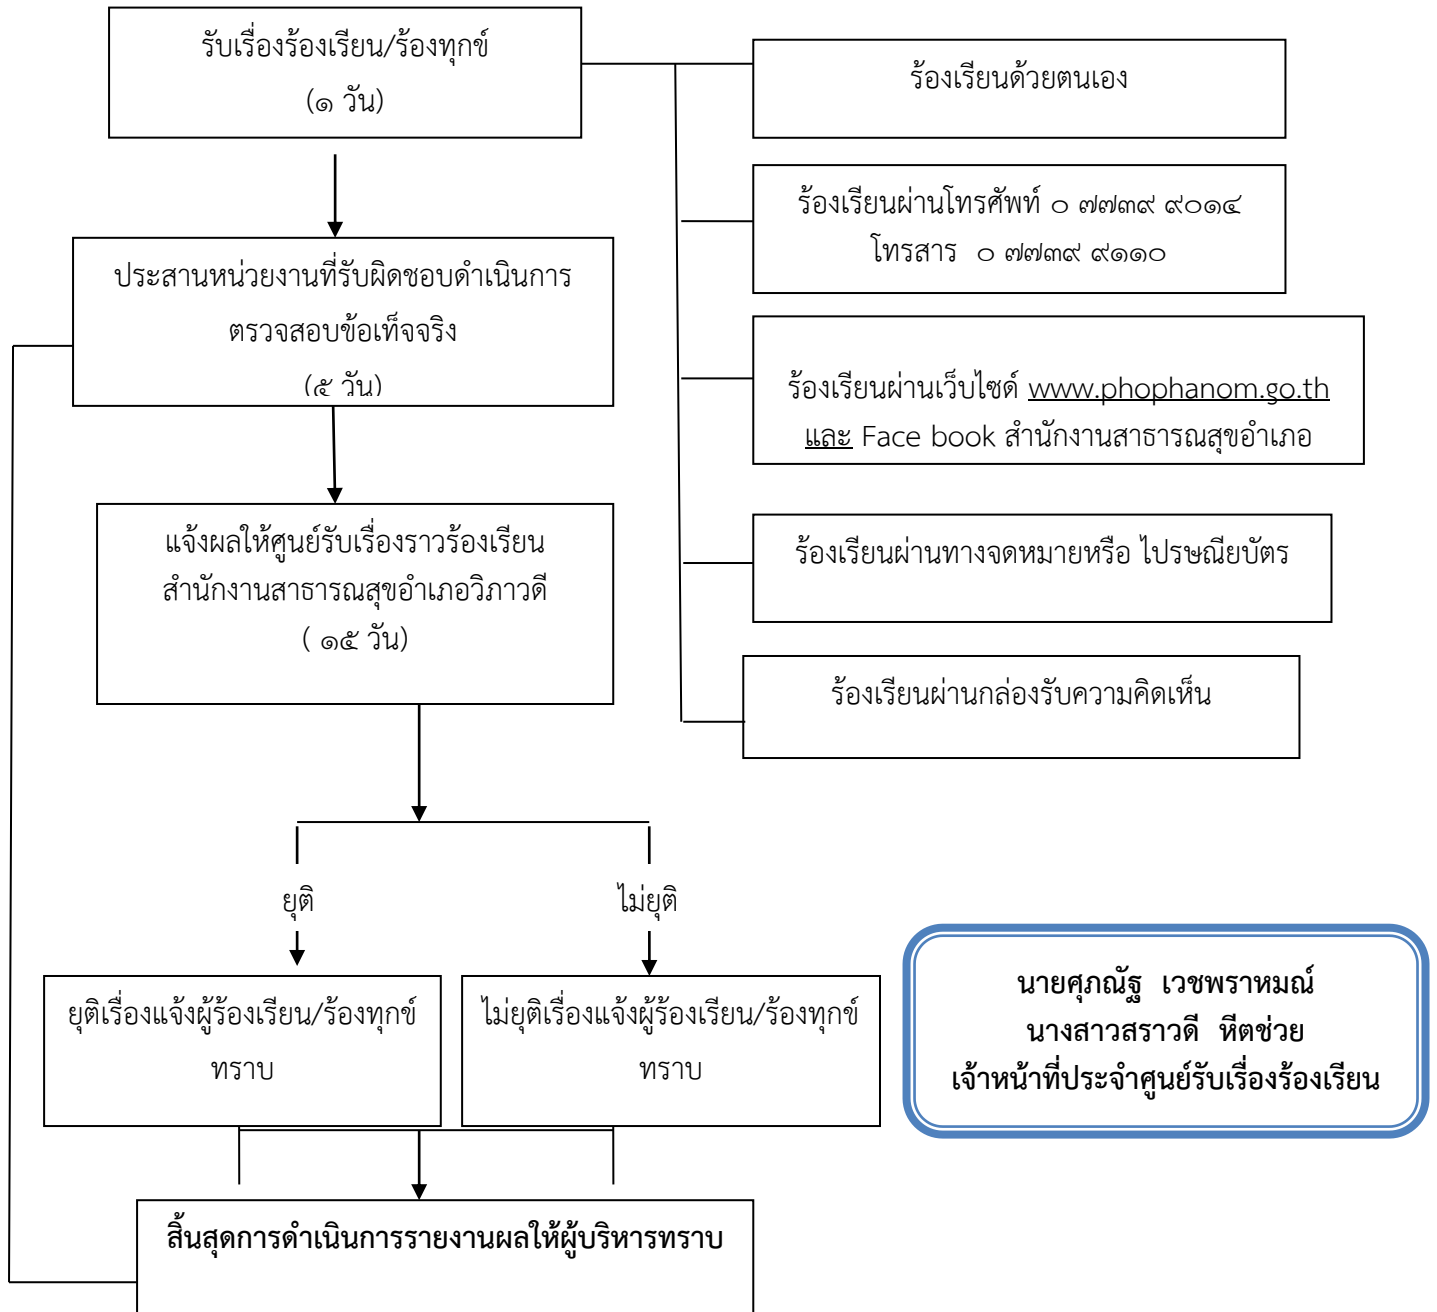 รับเรื่องร้องเรียน/ร้องทุกข์
(๑ วัน)
ร้องเรียนด้วยตนเอง
ร้องเรียนผ่านโทรศัพท์ ๐ ๗๗๓๙ ๙๐๑๔
โทรสาร ๐ ๗๗๓๙ ๙๑๑๐
ประสานหน่วยงานที่รับผิดชอบดำเนินการ
ตรวจสอบข้อเท็จจริง
(๕ วัน)
ร้องเรียนผ่านเว็บไซด์ www.phophanom.go.th
และ Face book สำนักงานสาธารณสุขอำเภอ
แจ้งผลให้ศูนย์รับเรื่องราวร้องเรียน
สำนักงานสาธารณสุขอำเภอวิภาวดี
( ๑๕ วัน)
ร้องเรียนผ่านทางจดหมายหรือ ไปรษณียบัตร
ร้องเรียนผ่านกล่องรับความคิดเห็น
ยุติ
ไม่ยุติ
ยุติเรื่องแจ้งผู้ร้องเรียน/ร้องทุกข์
ทราบ
ไม่ยุติเรื่องแจ้งผู้ร้องเรียน/ร้องทุกข์
ทราบ
นายศุภณัฐ เวชพราหมณ์
นางสาวสราวดี หีตช่วย
เจ้าหน้าที่ประจำศูนย์รับเรื่องร้องเรียน
สิ้นสุดการดำเนินการรายงานผลให้ผู้บริหารทราบ